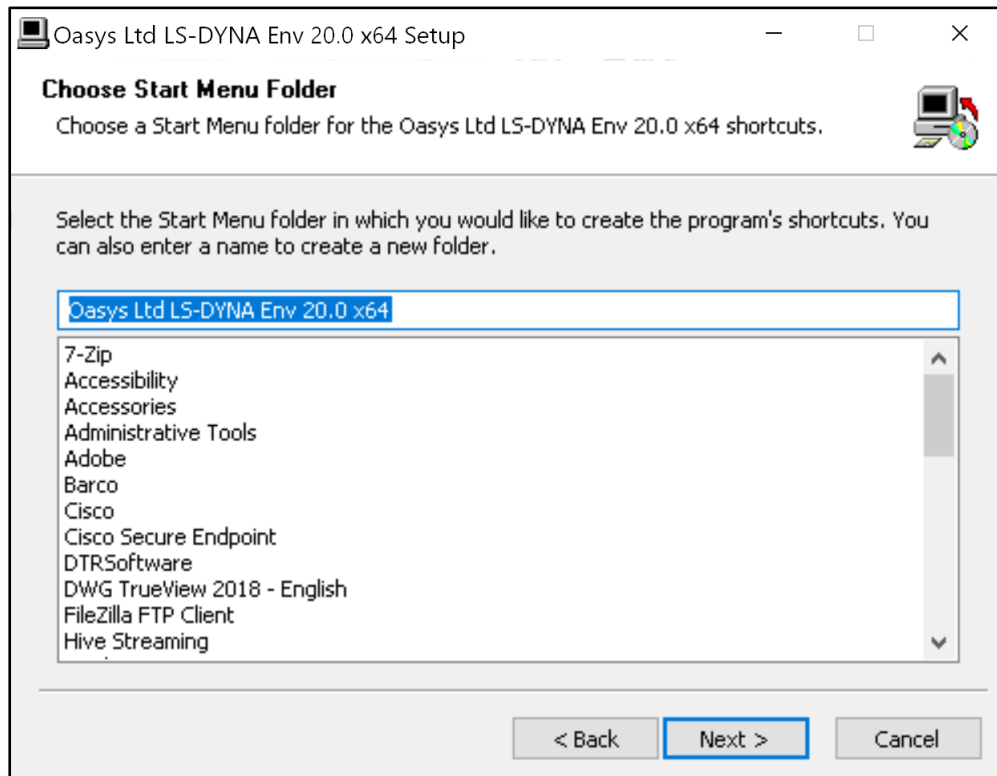 Oasys Ltd LS-DYNA Env 20.0 x64 Setup
Choose Start Menu Folder
Choose a Start Menu folder for the Oasys Ltd LS-DYNA Env 20.0 x64 shortcuts.
Select the Start Menu folder in which you would like to create the program's shortcuts. You
can also enter a name to create a new folder.
Oasys Ltd LS-DYNA Env 20.0 x64
7-Zip
Accessibility
Accessories
Administrative Tools
Adobe
Barco
Cisco
Cisco Secure Endpoint
DTRSoftware
DWG TrueView 2018 - English
FileZilla FTP Client
Hive Streaming
< Back Next > Cancel